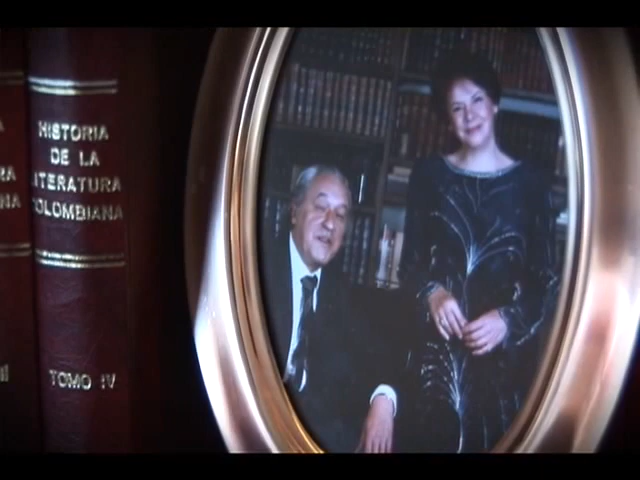 HISTORIA
DE LA
LITERATURA
COLOMBIANA
TOMO IV